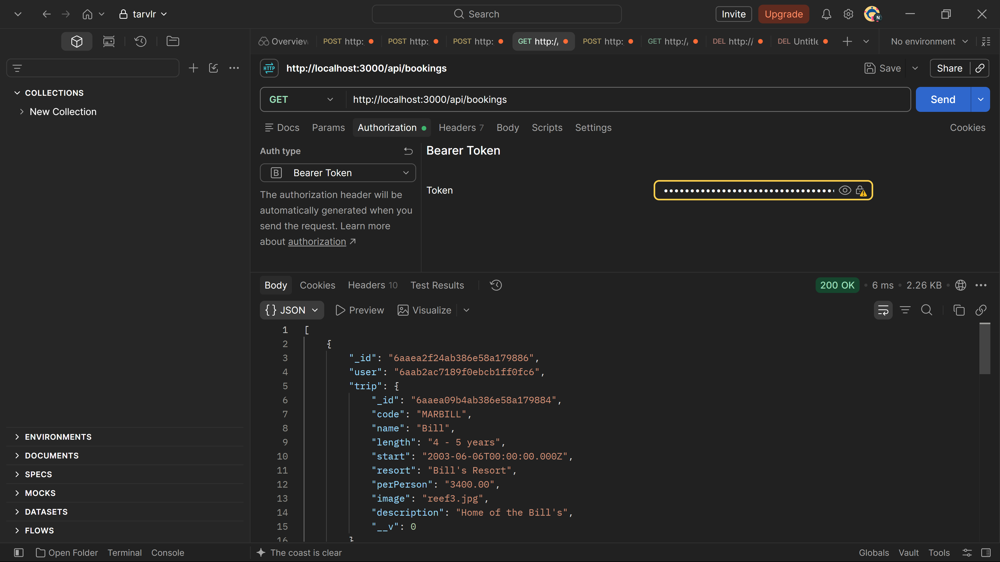 tarvlr
Search
Invite
Upgrade
N
Overview
POST http:
POST http:
POST http:
GET http://
POST http:
GET http://
DEL http://
DEL Untitle
No environment
HTTP http://localhost:3000/api/bookings
Save
Share
COLLECTIONS
New Collection
GET
http://localhost:3000/api/bookings
Send
Docs
Params
Authorization
Headers 7
Body
Scripts
Settings
Cookies
Auth type
B Bearer Token
The authorization header will be
automatically generated when you
send the request. Learn more
about authorization
Bearer Token
Token
Body
Cookies
Headers 10
Test Results
200 OK
6 ms
2.26 KB
{} JSON
Preview
Visualize
1 [
2 {
3 "_id": "6aaea2f24ab386e58a179886",
4 "user": "6aab2ac7189f0ebcb1ff0fc6",
5 "trip": {
6 "_id": "6aaea09b4ab386e58a179884",
7 "code": "MARBILL",
8 "name": "Bill",
9 "length": "4 - 5 years",
10 "start": "2003-06-06T00:00:00.000Z",
11 "resort": "Bill's Resort",
12 "perPerson": "3400.00",
13 "image": "reef3.jpg",
14 "description": "Home of the Bill's",
15 "__v": 0
16 }
ENVIRONMENTS
DOCUMENTS
SPECS
MOCKS
DATASETS
FLOWS
Open Folder
Terminal
Console
The coast is clear
Globals
Vault
Tools